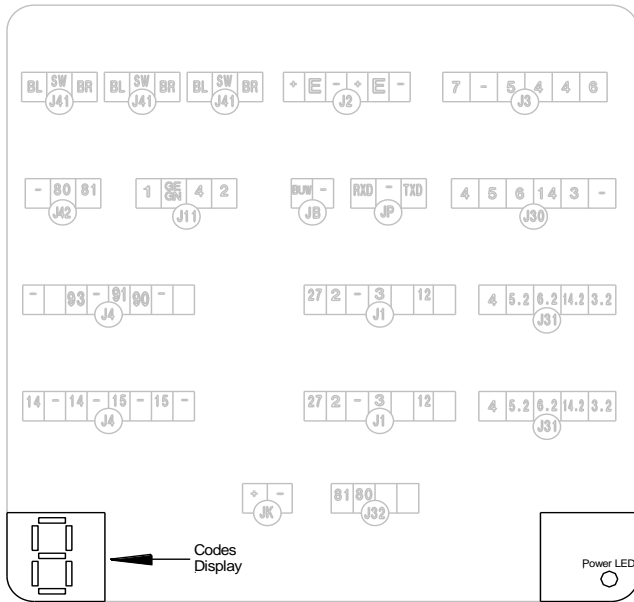 BL SW BR BL SW BR BL SW BR + E - + E - 7 - 5 4 4 6
J41 J41 J41 J2 J3
- 80 81 1 GE GN 4 2 BUW - RXD - TXD 4 5 6 14 3 -
J42 J11 JB JP J30
- 93 - 91 90 - 27 2 - 3 12 4 5.2 6.2 14.2 3.2
J4 J1 J31
14 - 14 - 15 - 15 - 27 2 - 3 12 4 5.2 6.2 14.2 3.2
J4 J1 J31
+ - 81 80
JK J32
Codes
Display
Power LED